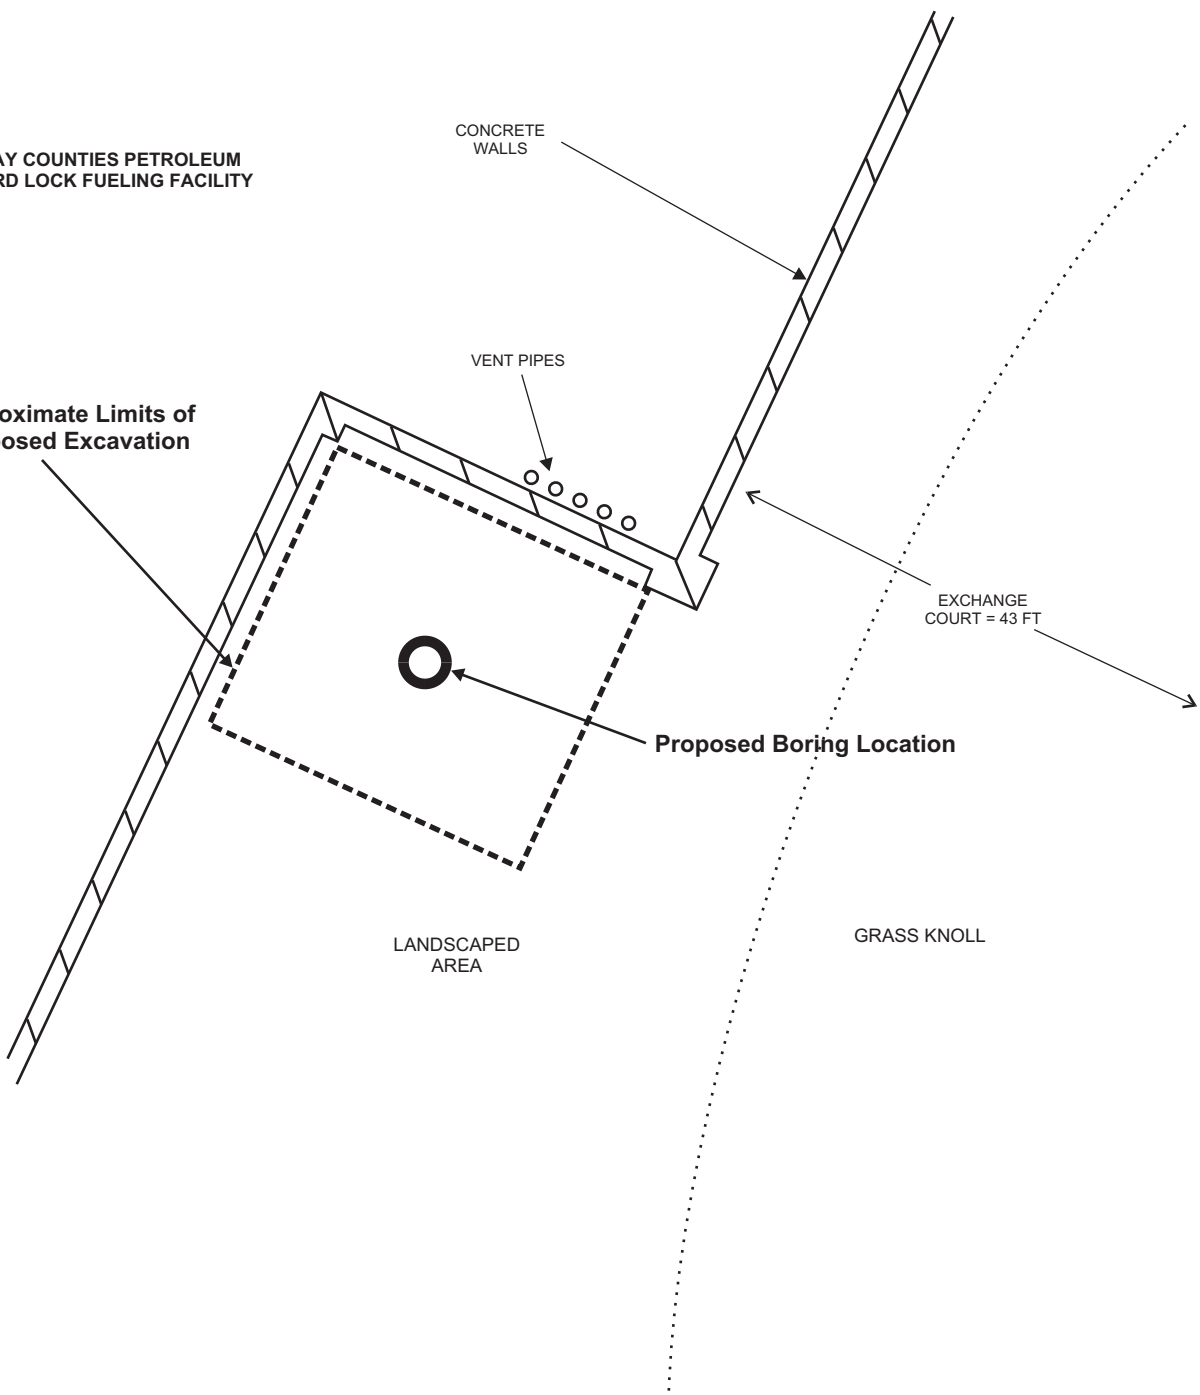 CONCRETE
WALLS
AY COUNTIES PETROLEUM
RD LOCK FUELING FACILITY
VENT PIPES
oximate Limits of
osed Excavation
EXCHANGE
COURT = 43 FT
Proposed Boring Location
LANDSCAPED
AREA
GRASS KNOLL